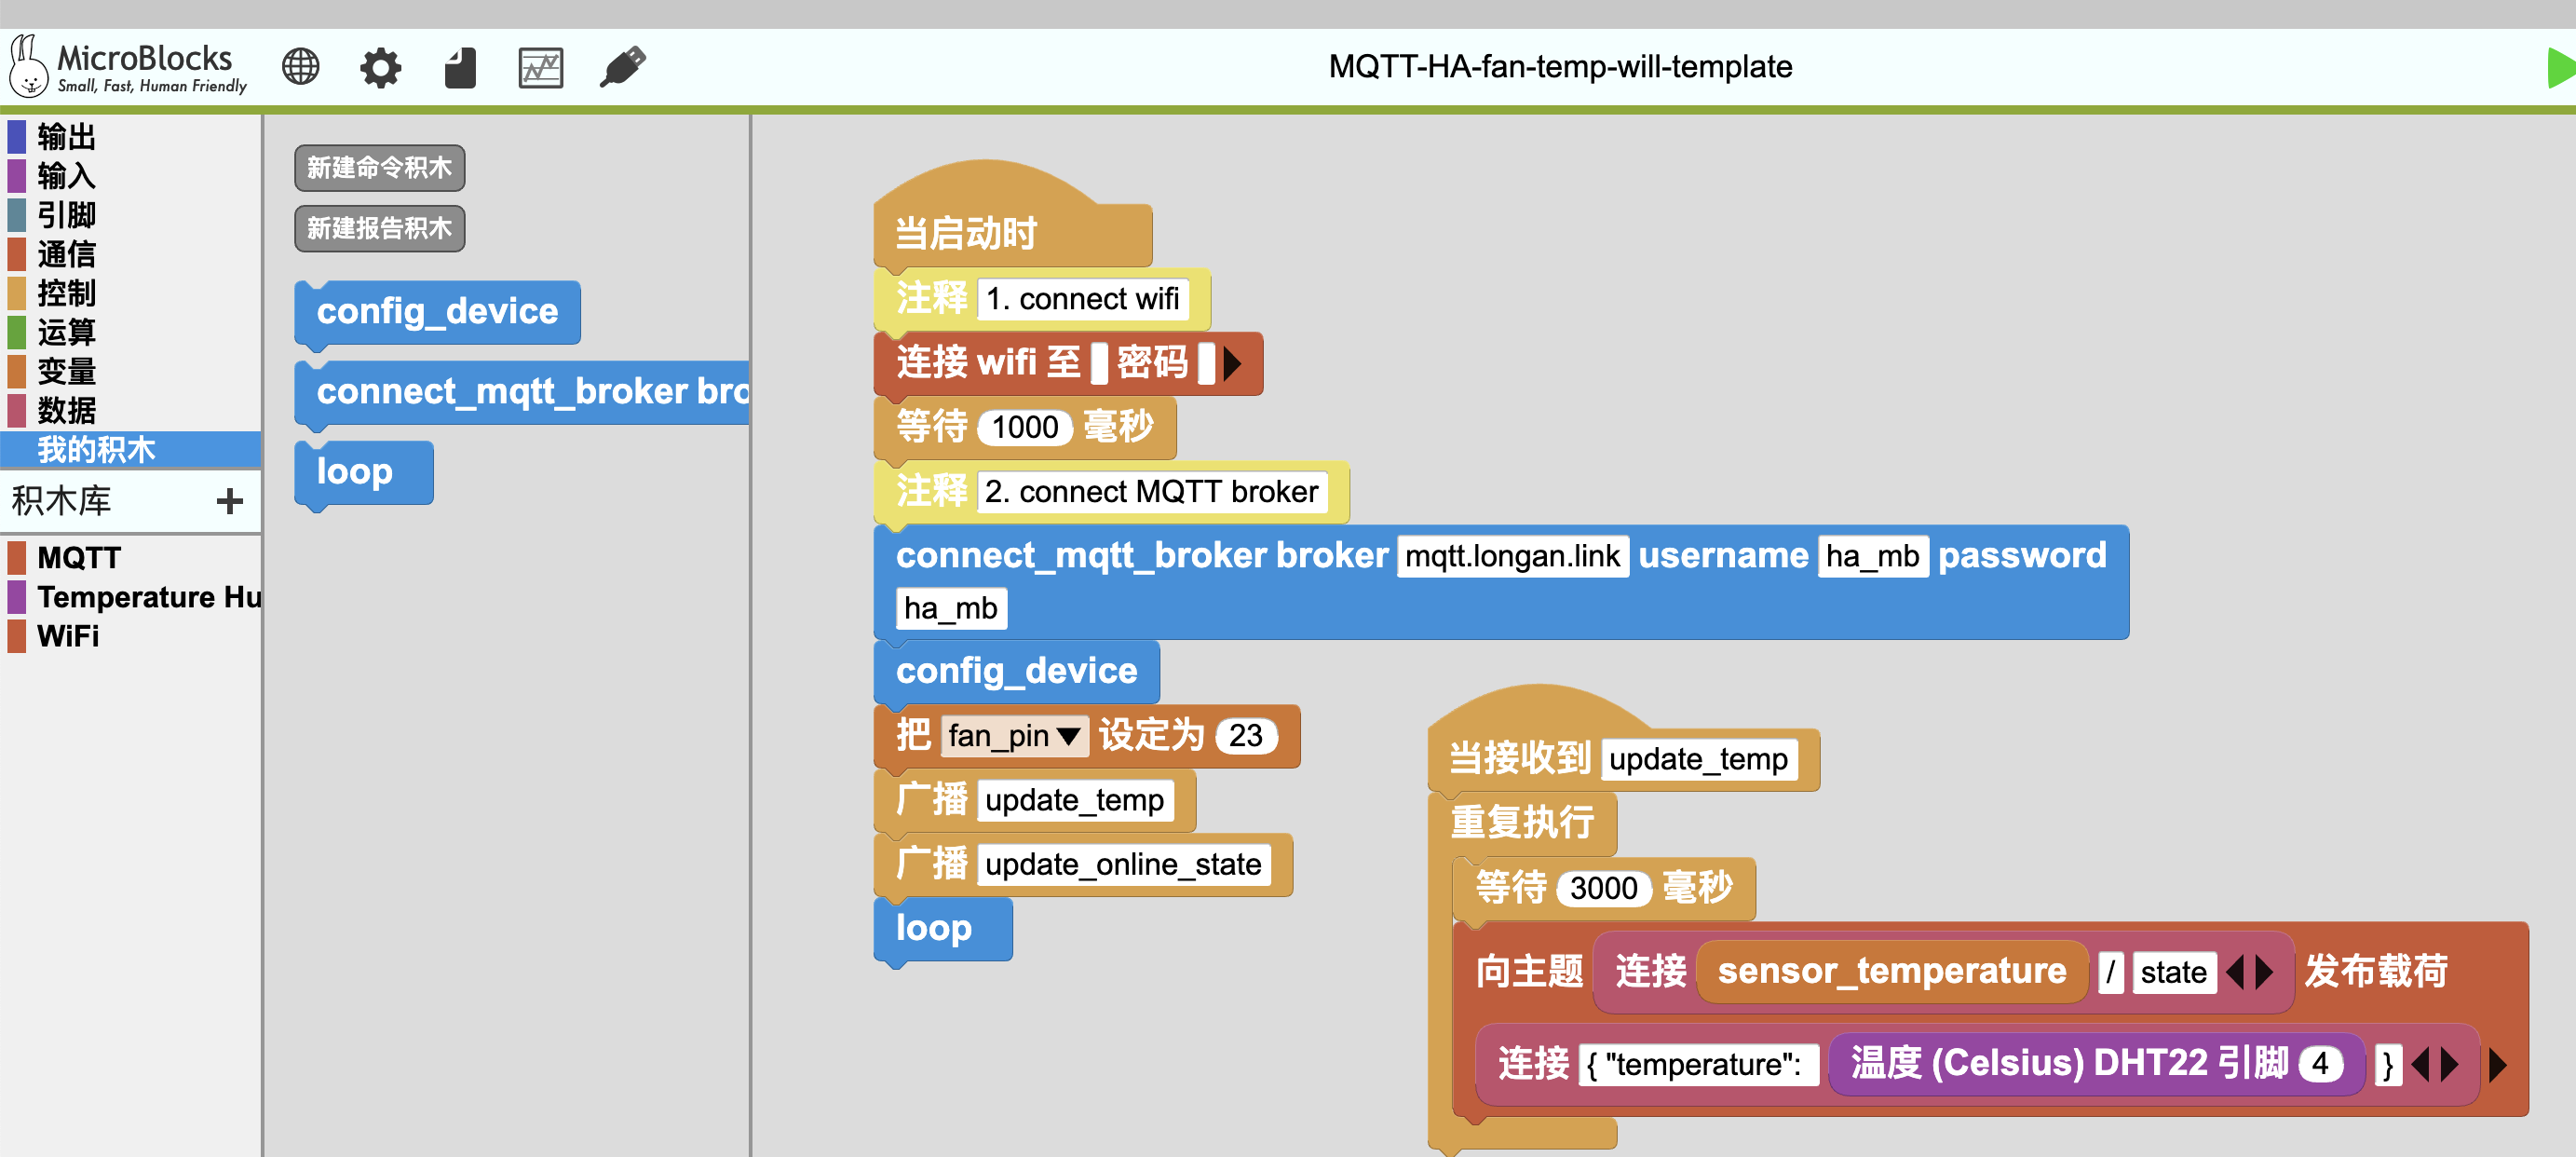 MicroBlocks
Small, Fast, Human Friendly
MQTT-HA-fan-temp-will-template
输出
输入
引脚
通信
控制
运算
变量
数据
我的积木
积木库 +
MQTT
Temperature Hu
WiFi
新建命令积木
新建报告积木
config_device
connect_mqtt_broker bro
loop
当启动时
注释 1. connect wifi
连接 wifi 至 密码
等待 1000 毫秒
注释 2. connect MQTT broker
connect_mqtt_broker broker mqtt.longan.link username ha_mb password
ha_mb
config_device
把 fan_pin 设定为 23
广播 update_temp
广播 update_online_state
loop
当接收到 update_temp
重复执行
等待 3000 毫秒
向主题 连接 sensor_temperature / state 发布载荷
连接 { "temperature": 温度 (Celsius) DHT22 引脚 4 }